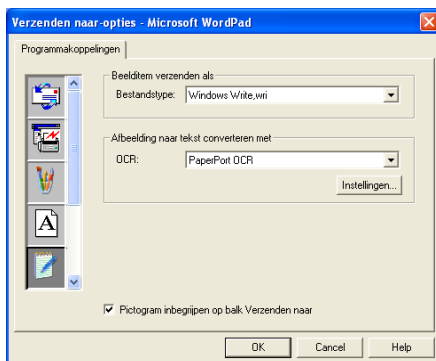 Verzenden naar-opties - Microsoft WordPad
Programmakoppelingen
Beelditem verzenden als
Bestandstype: Windows Write,wri
Afbeelding naar tekst converteren met
OCR: PaperPort OCR
Instellingen...
A
Pictogram inbegrijpen op balk Verzenden naar
OK Cancel Help